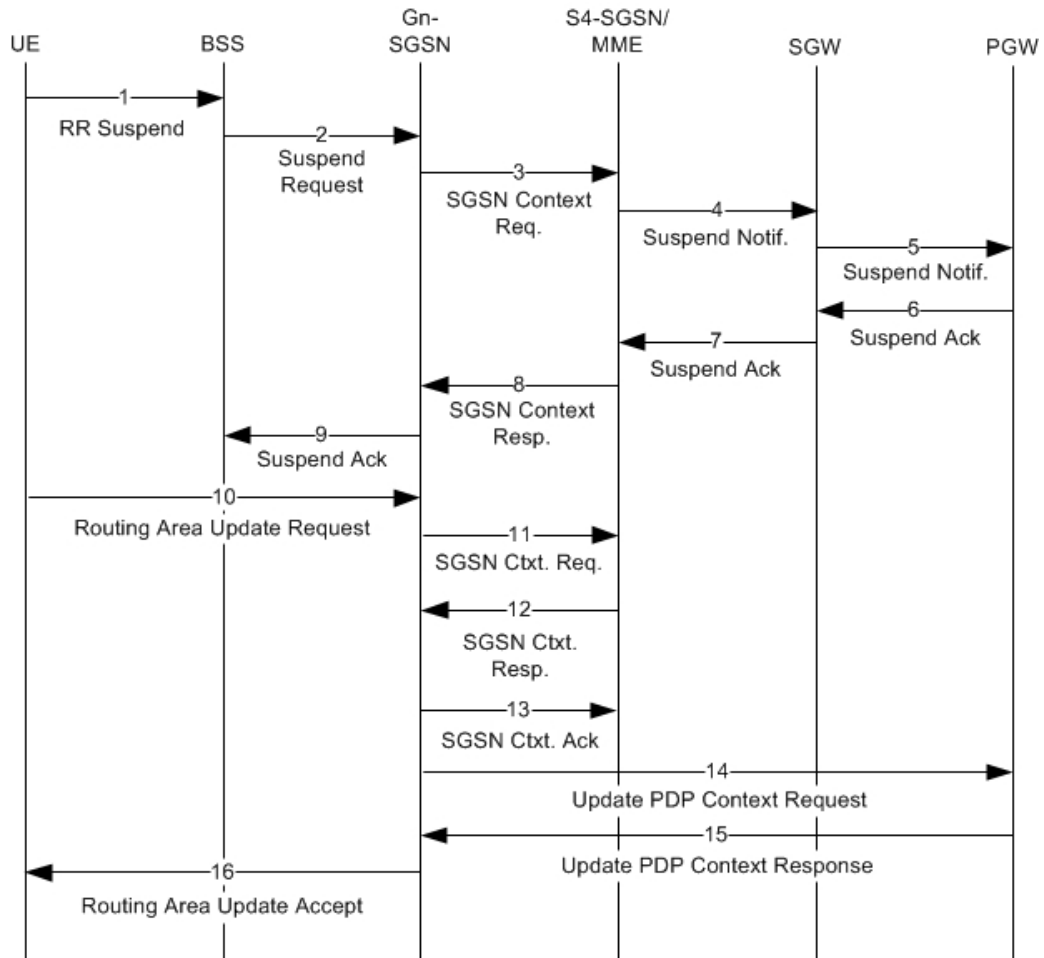 Gn-
S4-SGSN/
UE
BSS
SGSN
MME
SGW
PGW
1
RR Suspend
2
Suspend
Request
3
SGSN Context
Req.
4
Suspend Notif.
5
Suspend Notif.
6
Suspend Ack
7
Suspend Ack
8
SGSN Context
Resp.
9
Suspend Ack
10
Routing Area Update Request
11
SGSN Ctxt. Req.
12
SGSN Ctxt.
Resp.
13
SGSN Ctxt. Ack
14
Update PDP Context Request
15
Update PDP Context Response
16
Routing Area Update Accept